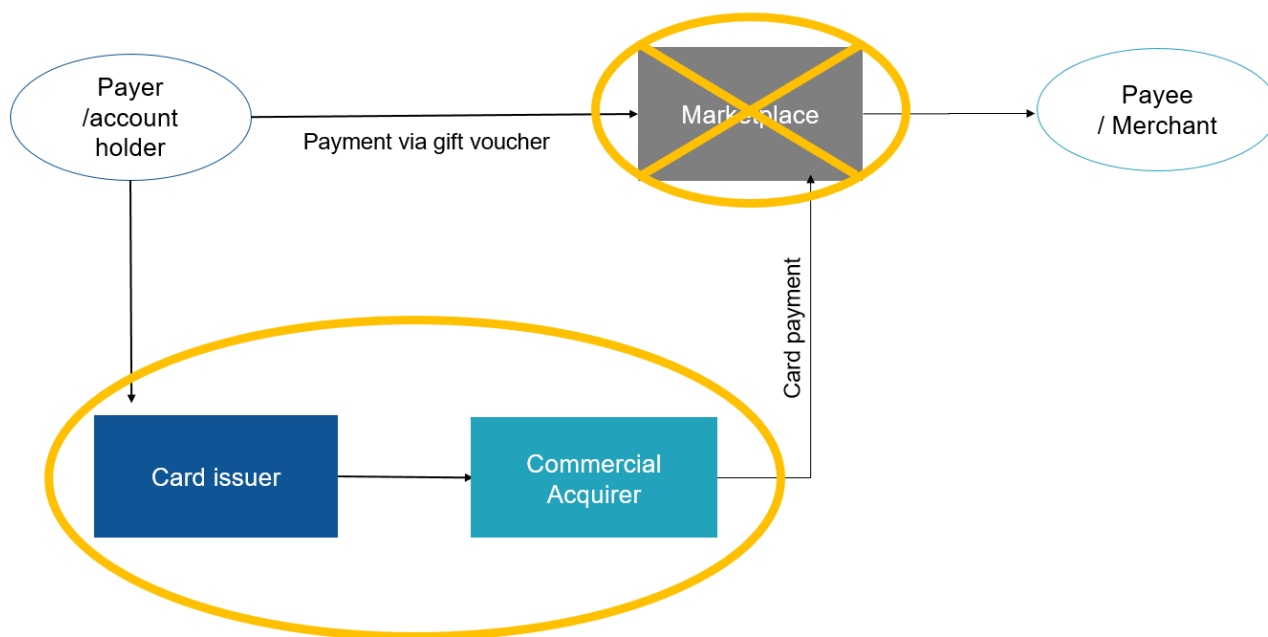 Payer
/account
holder
Payment via gift voucher
Marketplace
Payee
/ Merchant
Card payment
Card issuer
Commercial
Acquirer